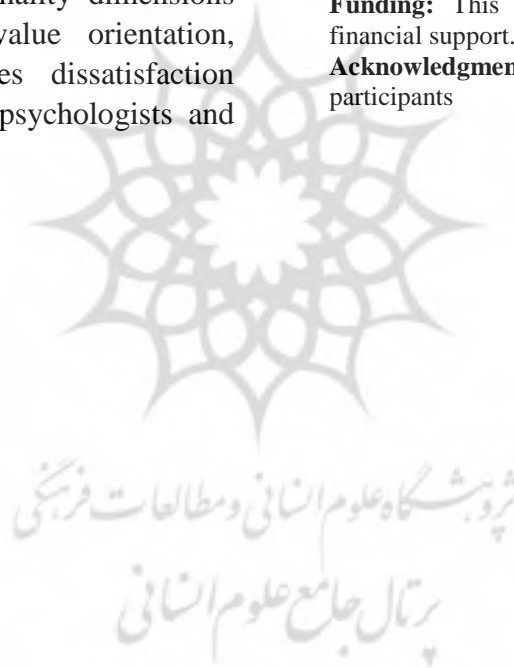 nality dimensions
value orientation,
es dissatisfaction
psychologists and
Funding: This
financial support.
Acknowledgmen
participants
پژوهشگاه علوم انسانی و مطالعات فرهنگی
پرتال جامع علوم انسانی